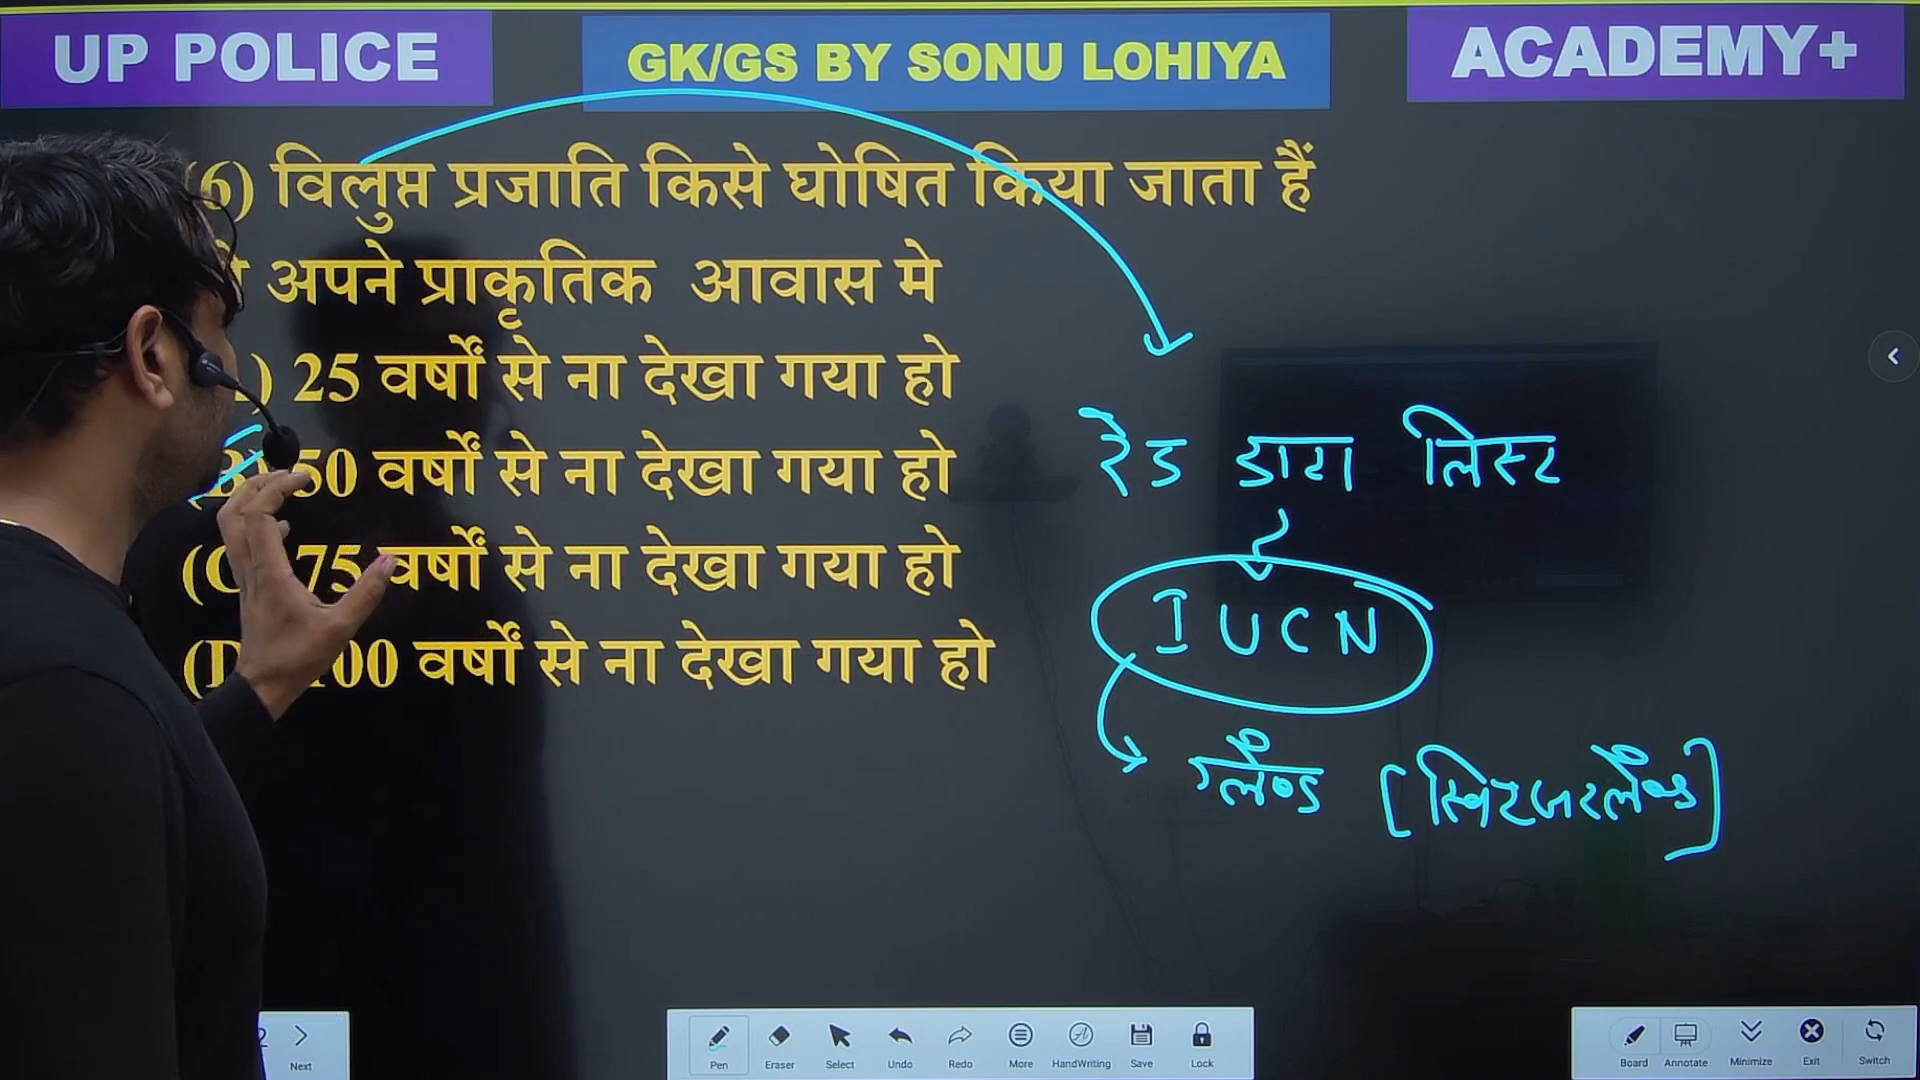 UP POLICE
GK/GS BY SONU LOHIYA
ACADEMY+
6) विलुप्त प्रजाति किसे घोषित किया जाता हैं
अपने प्राकृतिक आवास मे
) 25 वर्षों से ना देखा गया हो
(B) 50 वर्षों से ना देखा गया हो
(C 75 वर्षों से ना देखा गया हो
(D 100 वर्षों से ना देखा गया हो
रेड डाटा लिस्ट
IUCN
ग्लैण्ड [स्विटजरलैण्ड]
2
Next
Pen
Eraser
Select
Undo
Redo
More
HandWriting
Save
Lock
Board
Annotate
Minimize
Exit
Switch